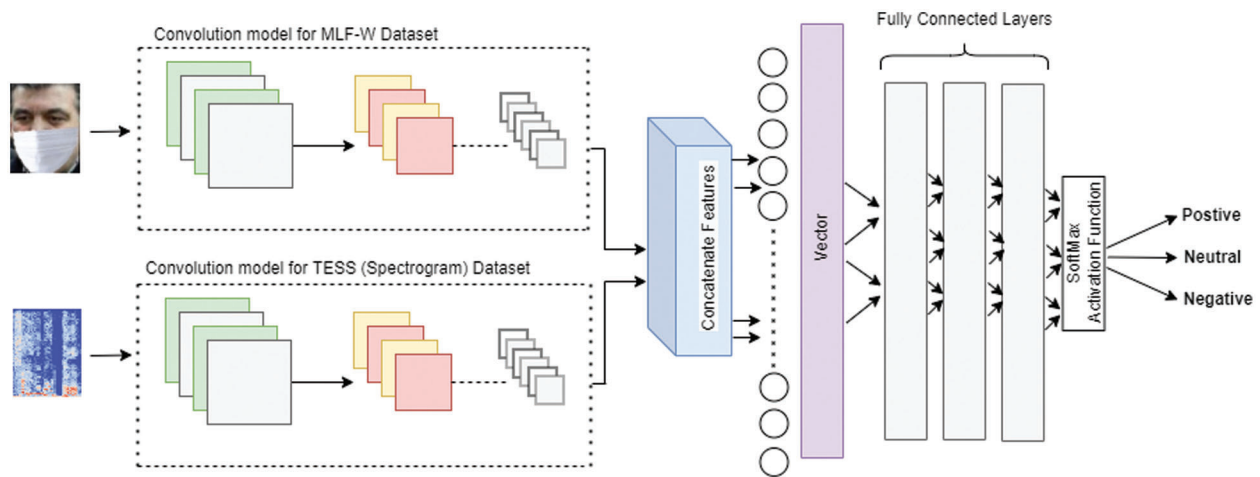 Convolution model for MLF-W Dataset
Convolution model for TESS (Spectrogram) Dataset
Concatenate Features
Vector
Fully Connected Layers
SoftMax
Activation Function
Postive
Neutral
Negative